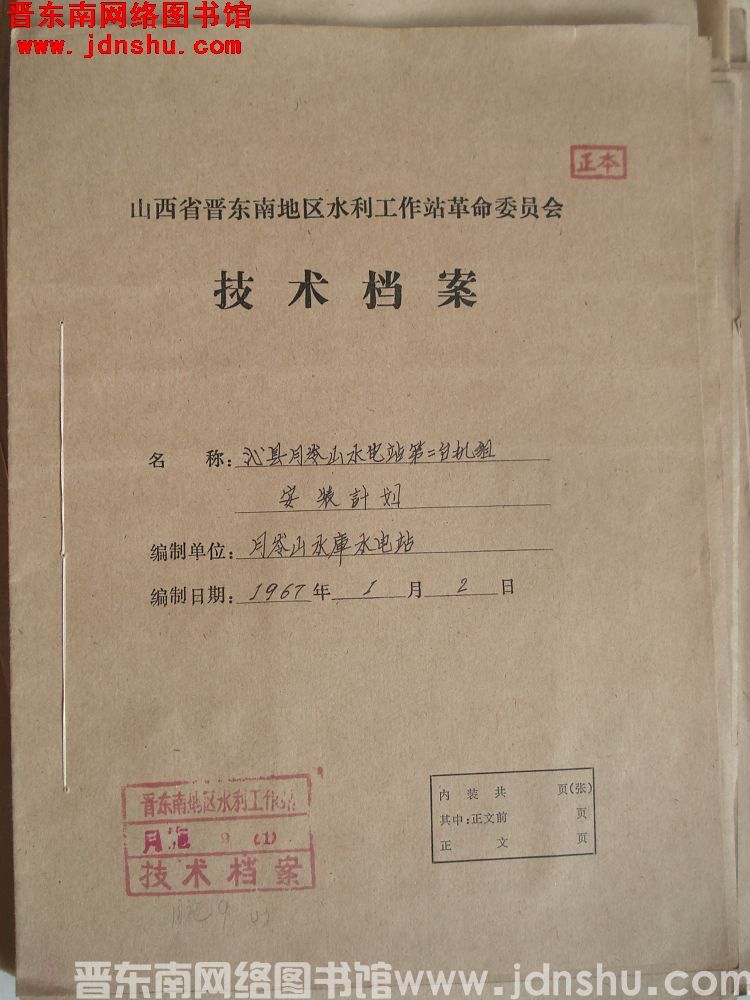 晋东南网络图书馆
www.jdnshu.com
正本
山西省晋东南地区水利工作站革命委员会
技术档案
名称：沁县月岺山水电站第二台机组
安装計划
编制单位：月岺山水庫水电站
编制日期：1967年1月2日
晋东南地区水利工作站
9 (1)
技术档案
内装共 页(张)
其中：正文前 页
正文 页
9
晋东南网络图书馆www.jdnshu.com